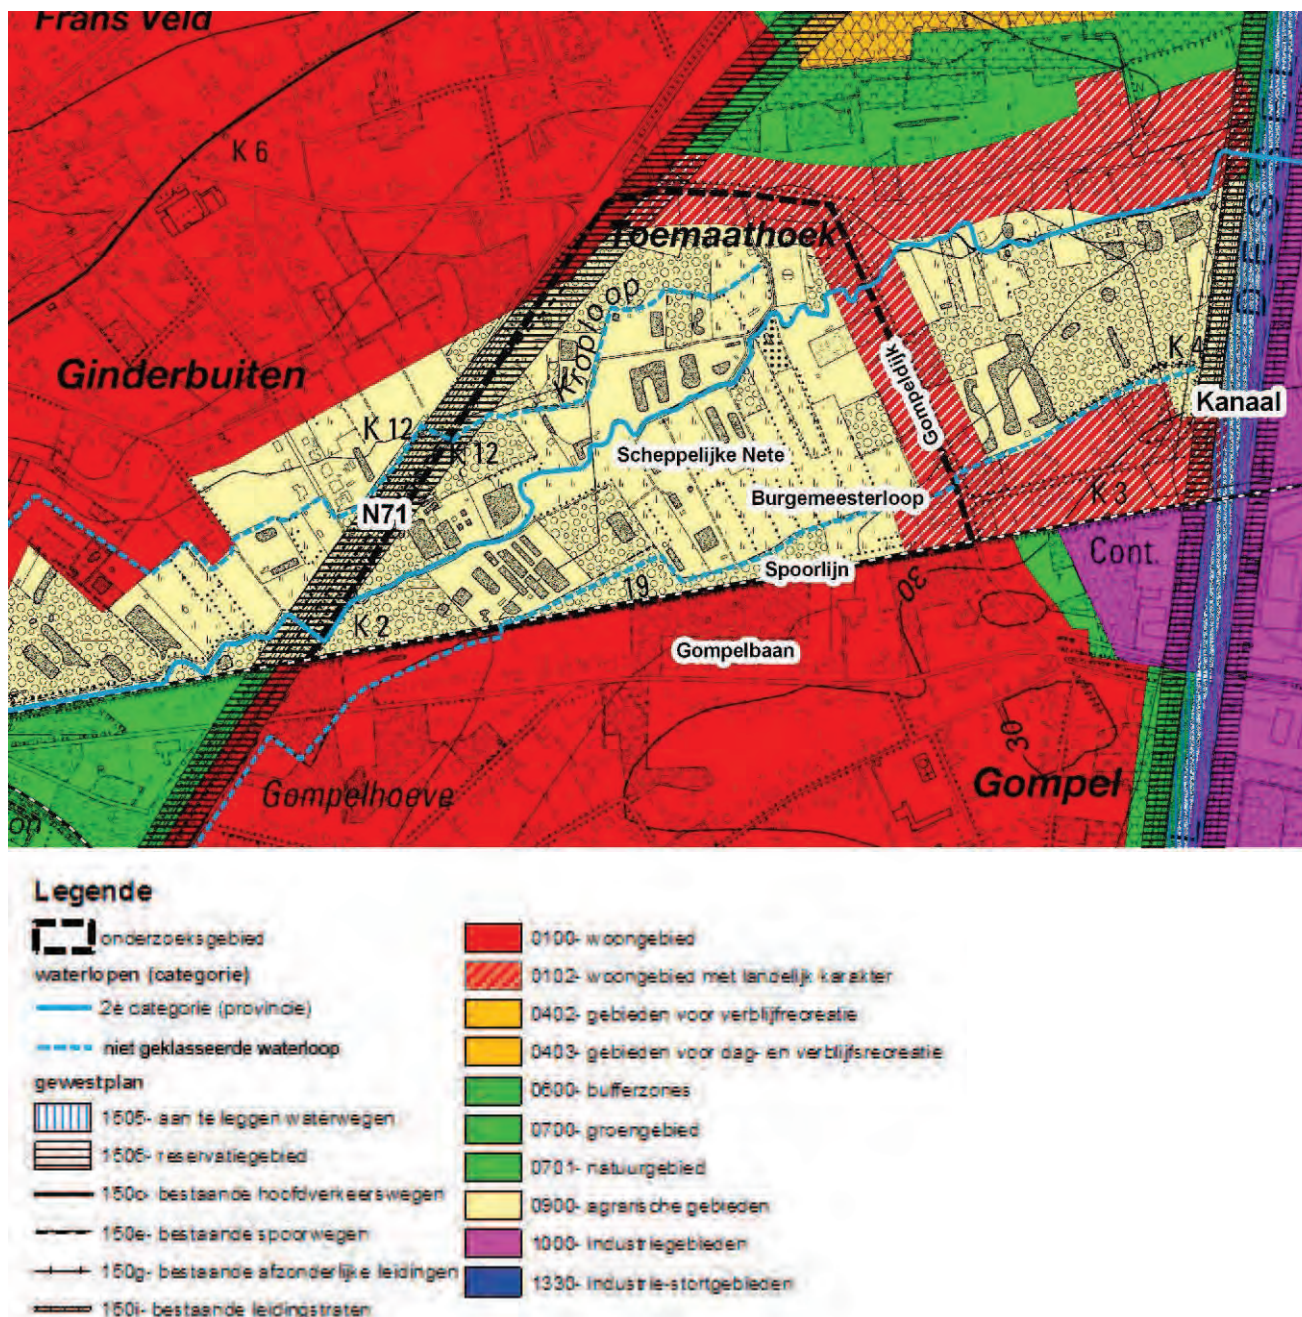 Frans Veld
K 6
Toemaathoek
Kroploop
Ginderbuiten
Gompeldijk
K 4
Kanaal
K 12
K 12
Scheppelijke Nete
Burgemeesterloop
K 3
N71
Cont.
Spoorlijn
19
30
K 2
Gompelbaan
30
Gompel
Gompelhoeve
Legende
onderzoeksgebied
waterlopen (categorie)
2e categorie (provincie)
niet geklasseerde waterloop
gewestplan
1505- aan te leggen waterwegen
1506- reservatiegebied
150c- bestaande hoofdverkeerswegen
150e- bestaande spoorwegen
150g- bestaande afzonderlijke leidingen
150i- bestaande leidingstraten
0100- woongebied
0102- woongebied met landelijk karakter
0402- gebieden voor verblijfrecreatie
0403- gebieden voor dag- en verblijfsrecreatie
0600- bufferzones
0700- groengebied
0701- natuurgebied
0900- agrarische gebieden
1000- industriegebieden
1330- industrie-stortgebieden